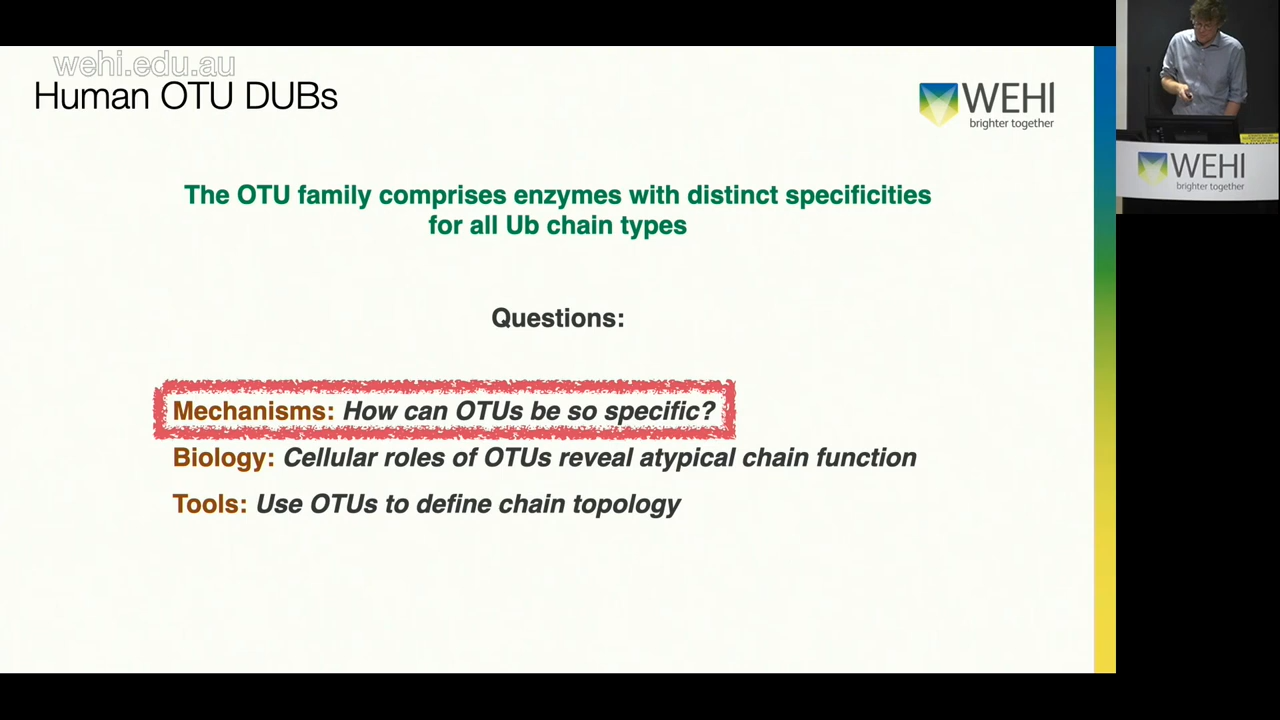 wehi.edu.au
Human OTU DUBs
WEHI
brighter together
The OTU family comprises enzymes with distinct specificities
for all Ub chain types
Questions:
Mechanisms: How can OTUs be so specific?
Biology: Cellular roles of OTUs reveal atypical chain function
Tools: Use OTUs to define chain topology
WEHI
brighter together